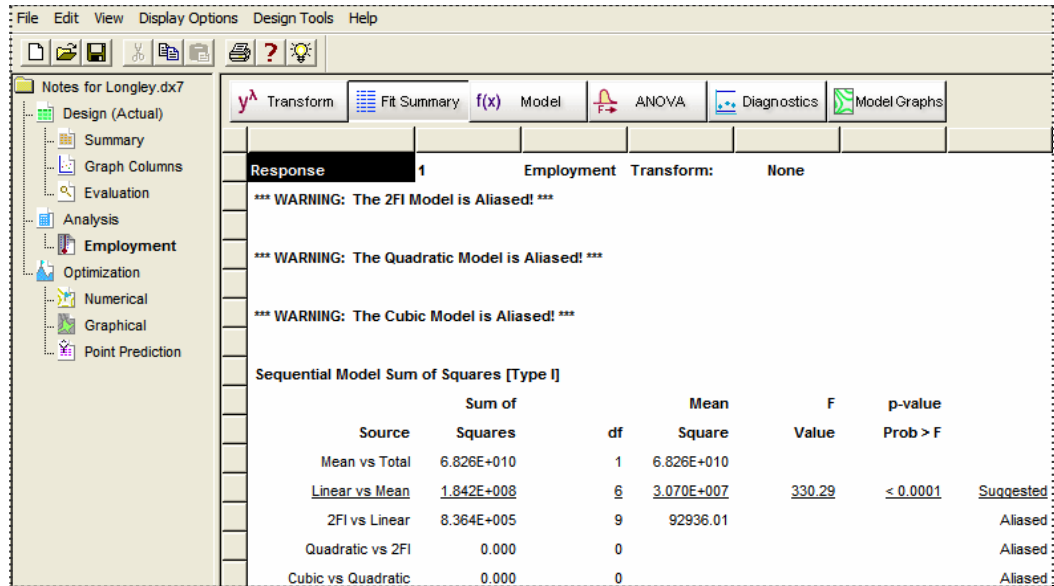 File Edit View Display Options Design Tools Help
Notes for Longley.dx7
Design (Actual)
Summary
Graph Columns
Evaluation
Analysis
Employment
Optimization
Numerical
Graphical
Point Prediction
yλ Transform Fit Summary f(x) Model F ANOVA Diagnostics Model Graphs
Response 1 Employment Transform: None
*** WARNING: The 2FI Model is Aliased! ***
*** WARNING: The Quadratic Model is Aliased! ***
*** WARNING: The Cubic Model is Aliased! ***
Sequential Model Sum of Squares [Type I]
Sum of Mean F p-value
Source Squares df Square Value Prob > F
Mean vs Total 6.826E+010 1 6.826E+010
Linear vs Mean 1.842E+008 6 3.070E+007 330.29 < 0.0001 Suggested
2FI vs Linear 8.364E+005 9 92936.01 Aliased
Quadratic vs 2FI 0.000 0 Aliased
Cubic vs Quadratic 0.000 0 Aliased